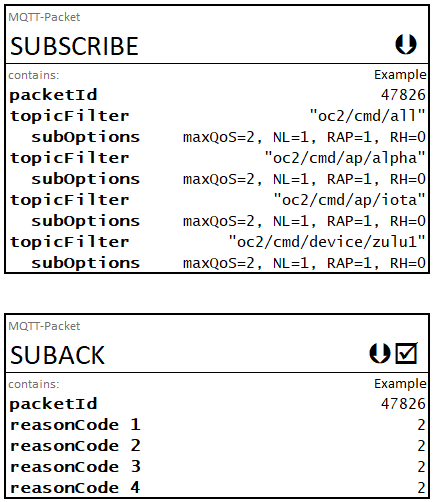 MQTT-Packet
SUBSCRIBE
contains: Example
packetId 47826
topicFilter "oc2/cmd/all"
subOptions maxQoS=2, NL=1, RAP=1, RH=0
topicFilter "oc2/cmd/ap/alpha"
subOptions maxQoS=2, NL=1, RAP=1, RH=0
topicFilter "oc2/cmd/ap/iota"
subOptions maxQoS=2, NL=1, RAP=1, RH=0
topicFilter "oc2/cmd/device/zulu1"
subOptions maxQoS=2, NL=1, RAP=1, RH=0
MQTT-Packet
SUBACK
contains: Example
packetId 47826
reasonCode 1 2
reasonCode 2 2
reasonCode 3 2
reasonCode 4 2